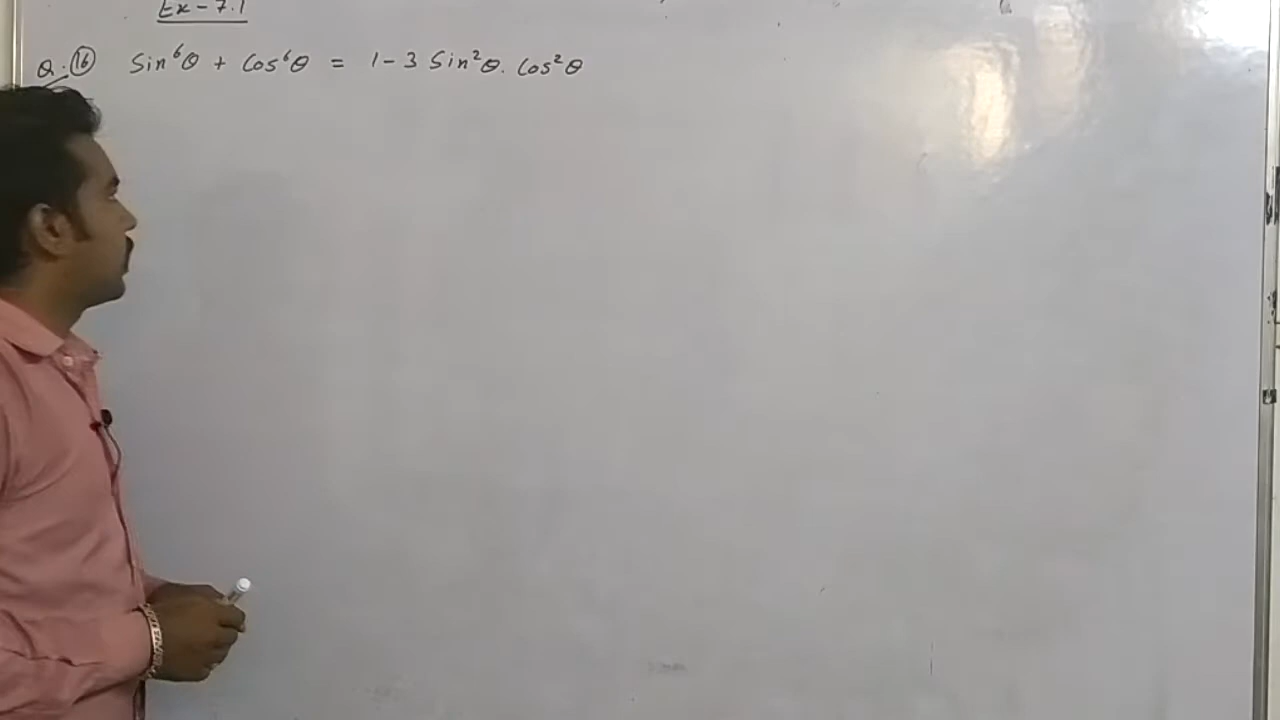 Ex - 7.1
Q. 16 Sin⁶θ + Cos⁶θ = 1 - 3 Sin²θ. Cos²θ